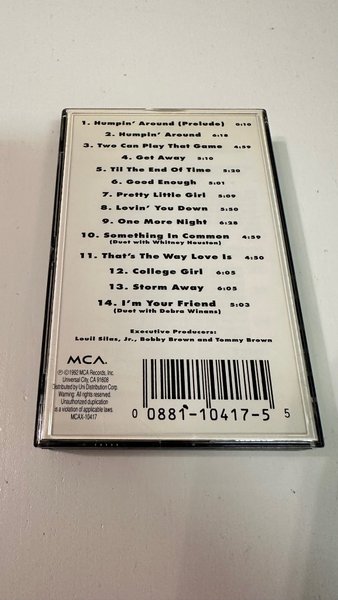 1. Humpin' Around (Prelude) 0:10
2. Humpin' Around 6:18
3. Two Can Play That Game 4:59
4. Get Away 5:10
5. Til The End Of Time 5:20
6. Good Enough 5:01
7. Pretty Little Girl 5:09
8. Lovin' You Down 5:50
9. One More Night 6:28
10. Something In Common 4:59
(Duet with Whitney Houston)
11. That's The Way Love Is 4:50
12. College Girl 6:05
13. Storm Away 6:05
14. I'm Your Friend 5:03
(Duet with Debra Winans)
Executive Producers:
Louil Silas, Jr., Bobby Brown and Tommy Brown
MCA
℗©1992 MCA Records, Inc.
Universal City, CA 91608
Distributed by Uni Distribution Corp.
Warning: All rights reserved.
Unauthorized duplication
is a violation of applicable laws.
MCAX-10417
0 0881-10417-5 5